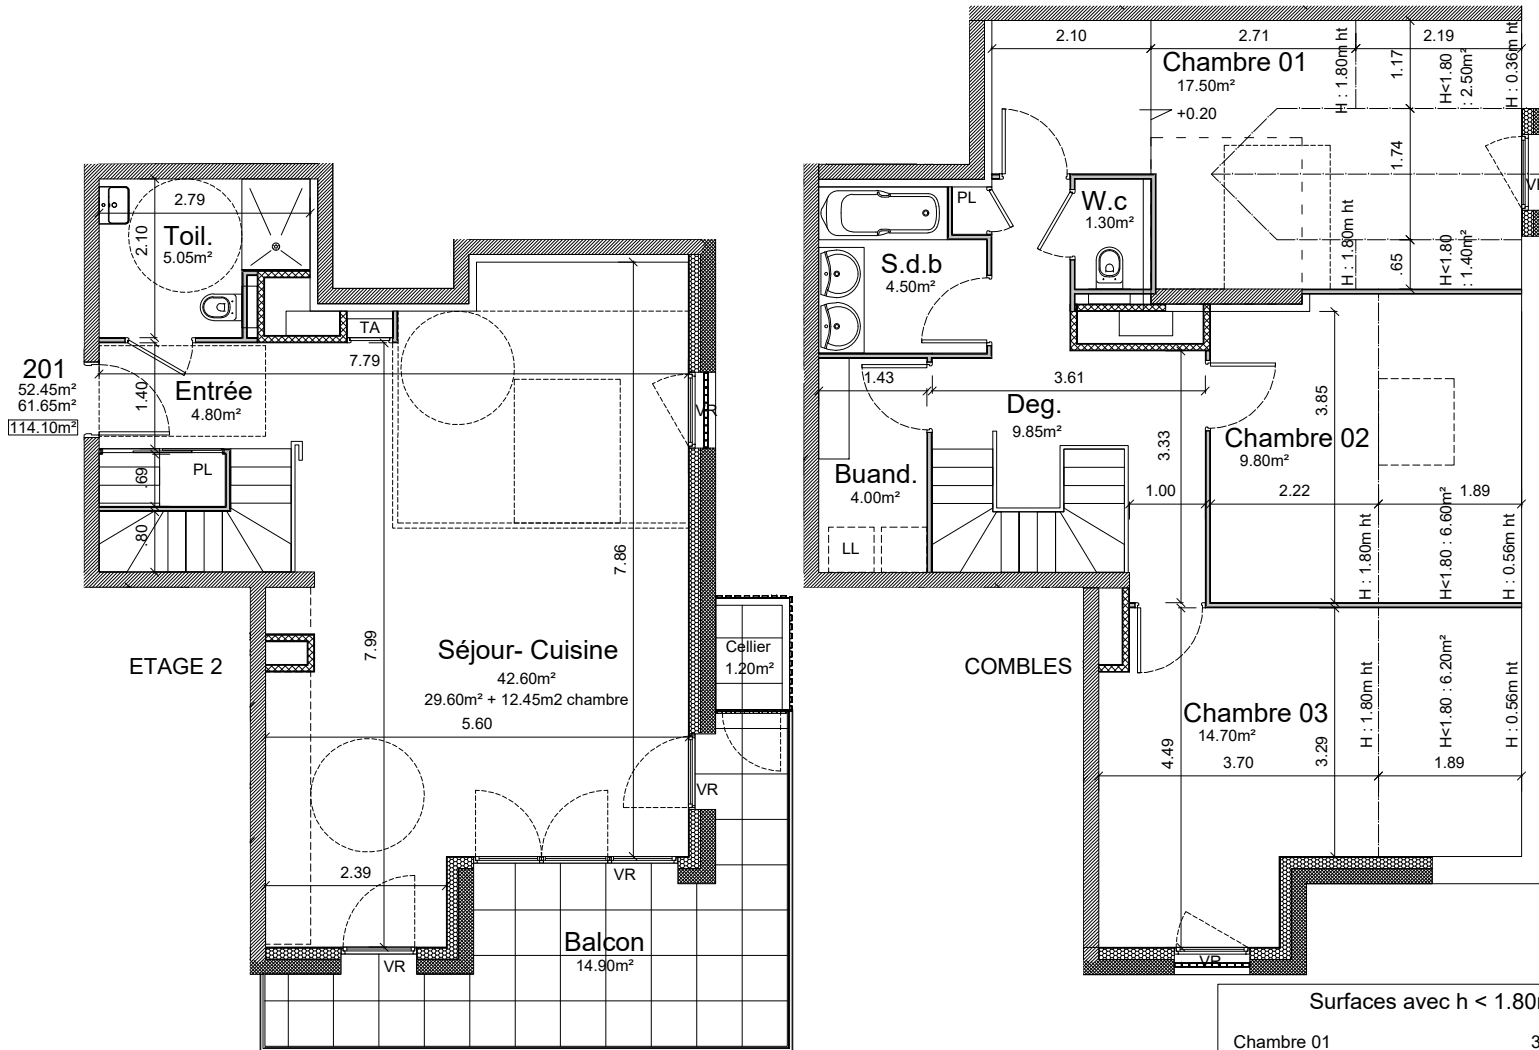 2.79
2.10
Toil.
5.05m²
TA
7.79
201
52.45m²
61.65m²
114.10m²
1.40
Entrée
4.80m²
VR
PL
.69
.80
7.86
7.99
ETAGE 2
Séjour- Cuisine
42.60m²
29.60m² + 12.45m2 chambre
5.60
Cellier
1.20m²
VR
2.39
VR
VR
Balcon
14.90m²
2.10
2.71
2.19
Chambre 01
17.50m²
+0.20
H : 1.80m ht
1.17
H<1.80
: 2.50m²
H : 0.36m ht
1.74
PL
W.c
1.30m²
S.d.b
4.50m²
H : 1.80m ht
.65
H<1.80
: 1.40m²
1.43
3.61
Deg.
9.85m²
3.85
3.33
Chambre 02
9.80m²
Buand.
4.00m²
1.00
2.22
1.89
LL
H : 1.80m ht
H<1.80 : 6.60m²
H : 0.56m ht
COMBLES
Chambre 03
14.70m²
H : 1.80m ht
H<1.80 : 6.20m²
H : 0.56m ht
4.49
3.29
3.70
1.89
VR
Surfaces avec h < 1.80
Chambre 01
3